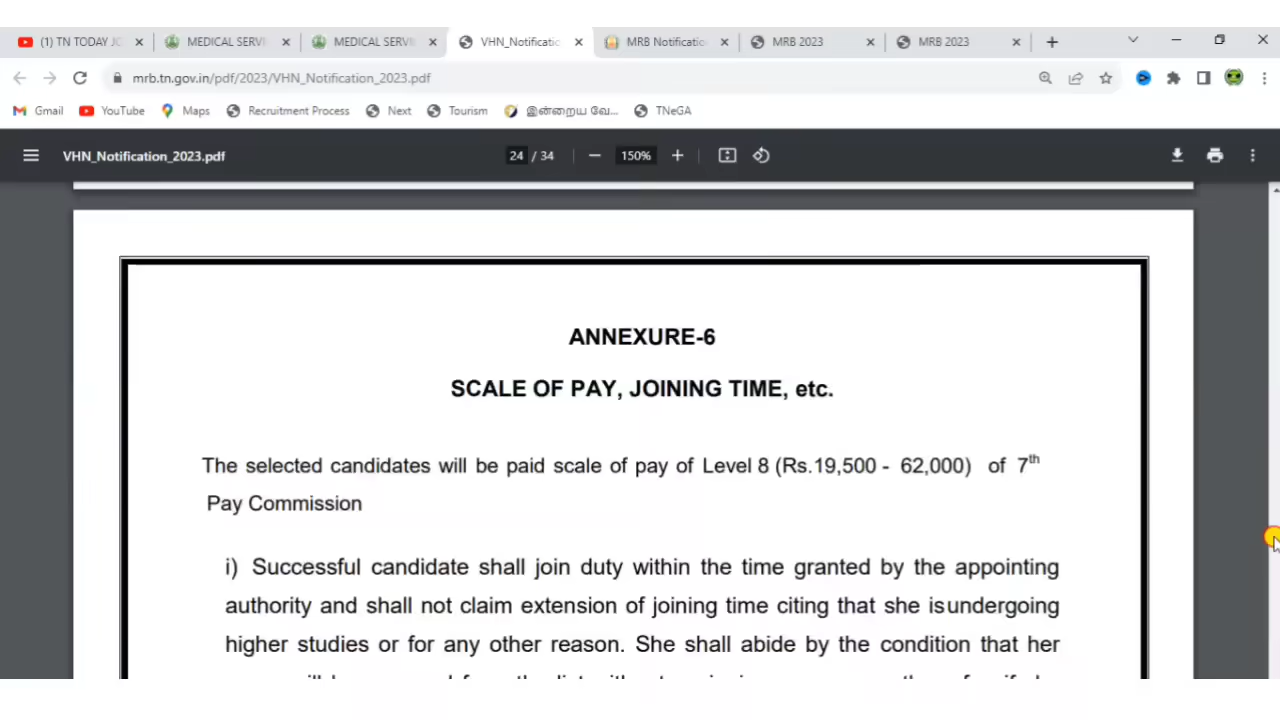 (1) TN TODAY JO
MEDICAL SERVI
MEDICAL SERVI
VHN_Notificatio
MRB Notificatio
MRB 2023
MRB 2023
mrb.tn.gov.in/pdf/2023/VHN_Notification_2023.pdf
Gmail
YouTube
Maps
Recruitment Process
Next
Tourism
இன்றைய வே...
TNeGA
VHN_Notification_2023.pdf
24 / 34
150%
ANNEXURE-6
SCALE OF PAY, JOINING TIME, etc.
The selected candidates will be paid scale of pay of Level 8 (Rs.19,500 - 62,000) of 7th
Pay Commission
i) Successful candidate shall join duty within the time granted by the appointing
authority and shall not claim extension of joining time citing that she isundergoing
higher studies or for any other reason. She shall abide by the condition that her